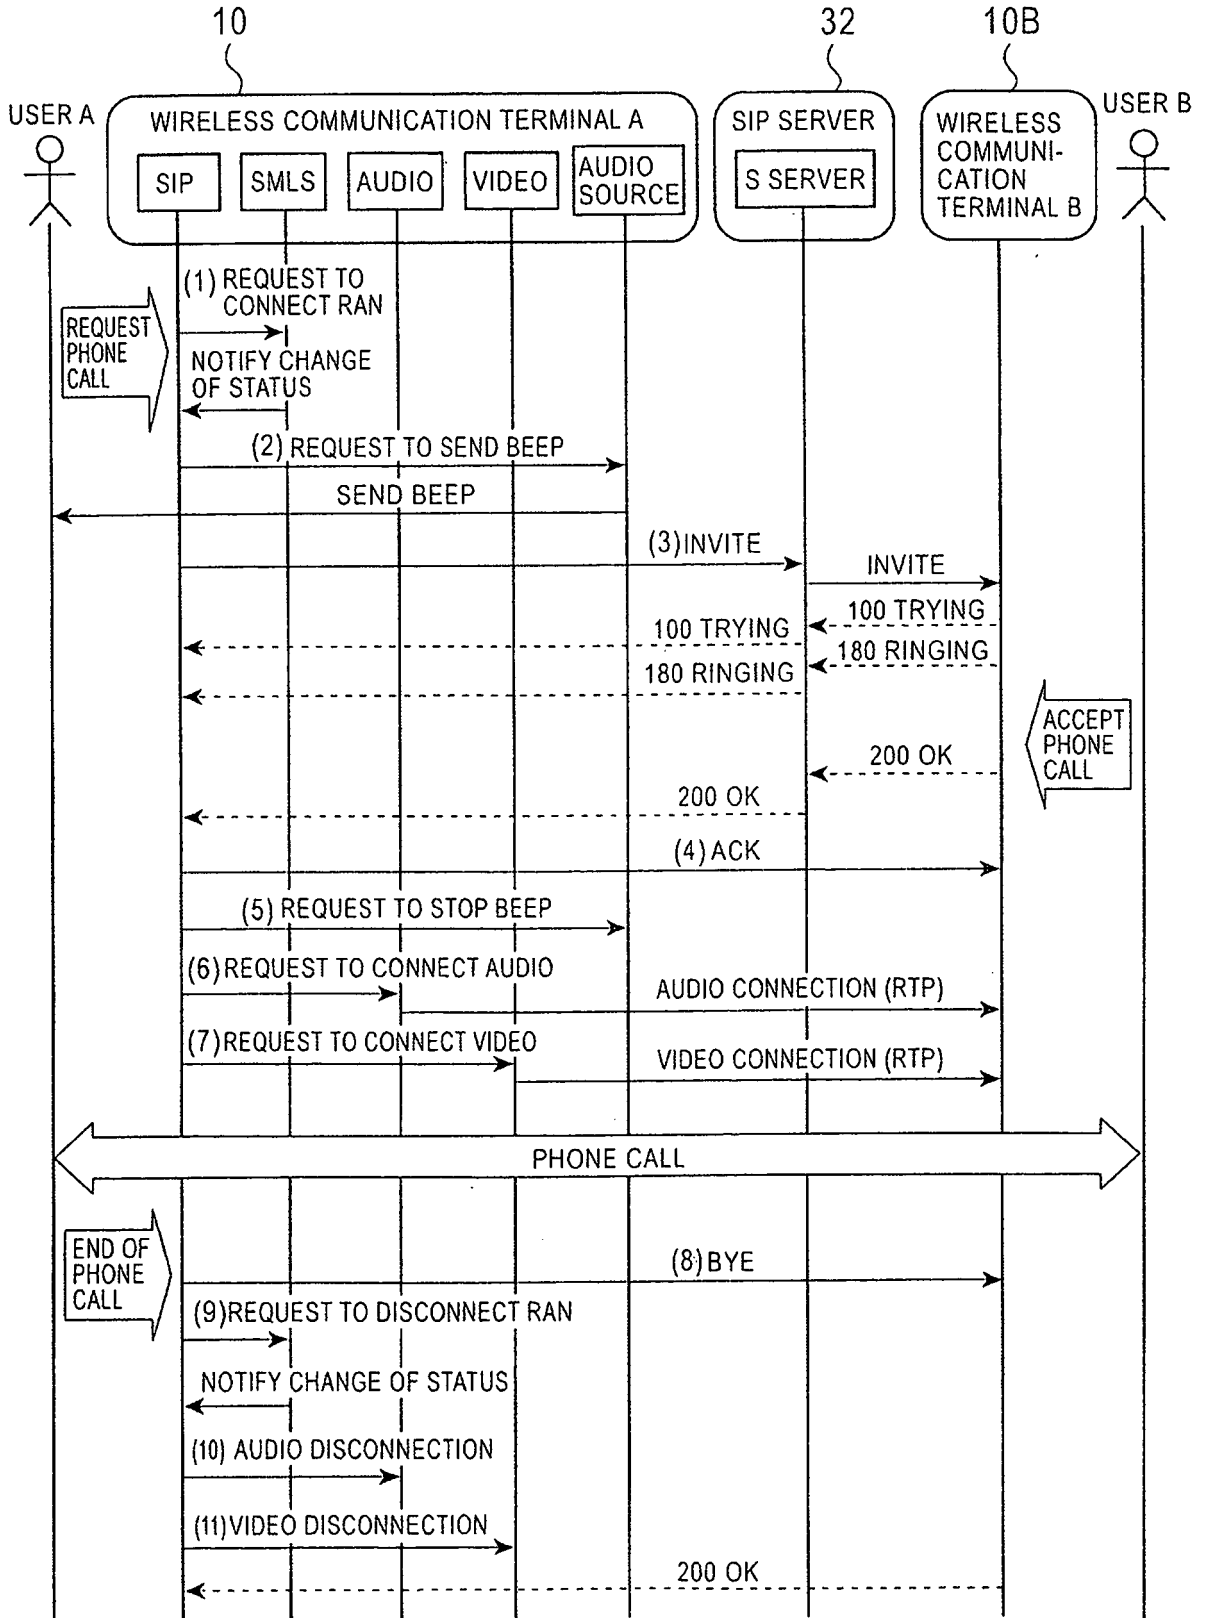 10
32
10B
USER A
WIRELESS COMMUNICATION TERMINAL A
SIP
SMLS
AUDIO
VIDEO
AUDIO
SOURCE
SIP SERVER
S SERVER
WIRELESS
COMMUNI-
CATION
TERMINAL B
USER B
(1) REQUEST TO
CONNECT RAN
REQUEST
PHONE
CALL
NOTIFY CHANGE
OF STATUS
(2) REQUEST TO SEND BEEP
SEND BEEP
(3) INVITE
INVITE
100 TRYING
100 TRYING
180 RINGING
180 RINGING
ACCEPT
PHONE
CALL
200 OK
200 OK
(4) ACK
(5) REQUEST TO STOP BEEP
(6) REQUEST TO CONNECT AUDIO
AUDIO CONNECTION (RTP)
(7) REQUEST TO CONNECT VIDEO
VIDEO CONNECTION (RTP)
PHONE CALL
END OF
PHONE
CALL
(8) BYE
(9) REQUEST TO DISCONNECT RAN
NOTIFY CHANGE OF STATUS
(10) AUDIO DISCONNECTION
(11) VIDEO DISCONNECTION
200 OK